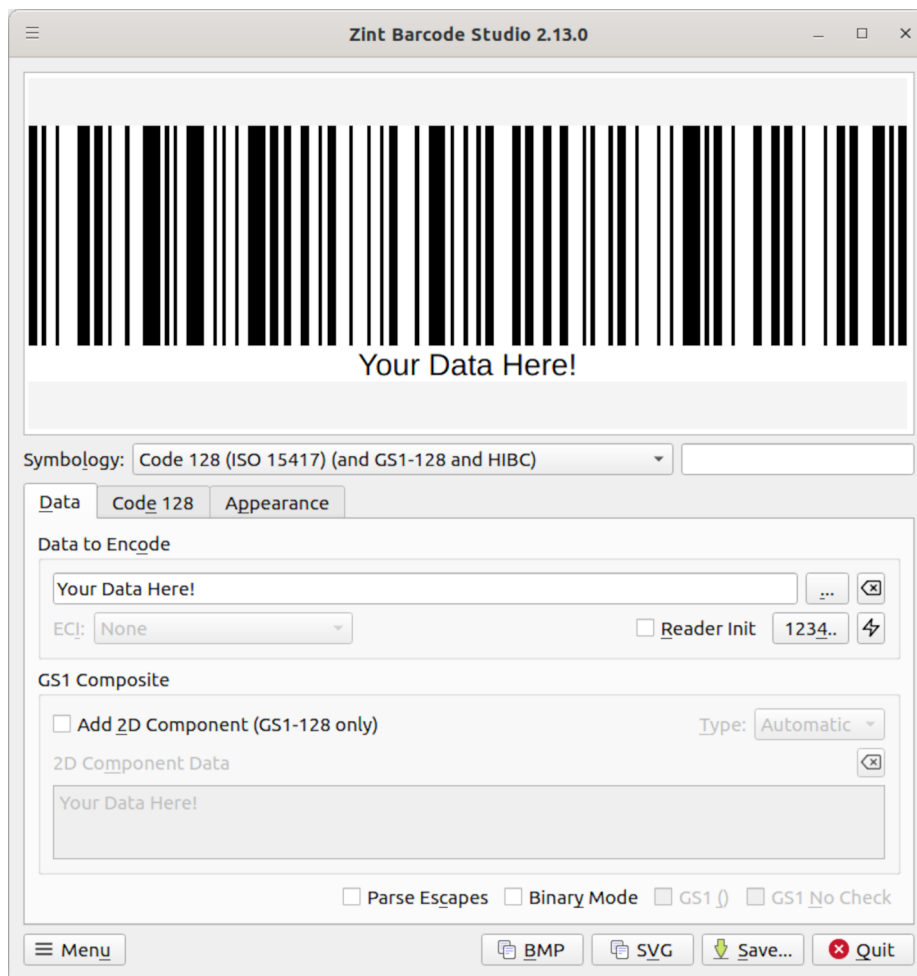 Zint Barcode Studio 2.13.0
Your Data Here!
Symbology: Code 128 (ISO 15417) (and GS1-128 and HIBC)
Data Code 128 Appearance
Data to Encode
Your Data Here! ...
ECI: None Reader Init 1234..
GS1 Composite
Add 2D Component (GS1-128 only) Type: Automatic
2D Component Data
Your Data Here!
Parse Escapes Binary Mode GS1 () GS1 No Check
Menu BMP SVG Save... Quit